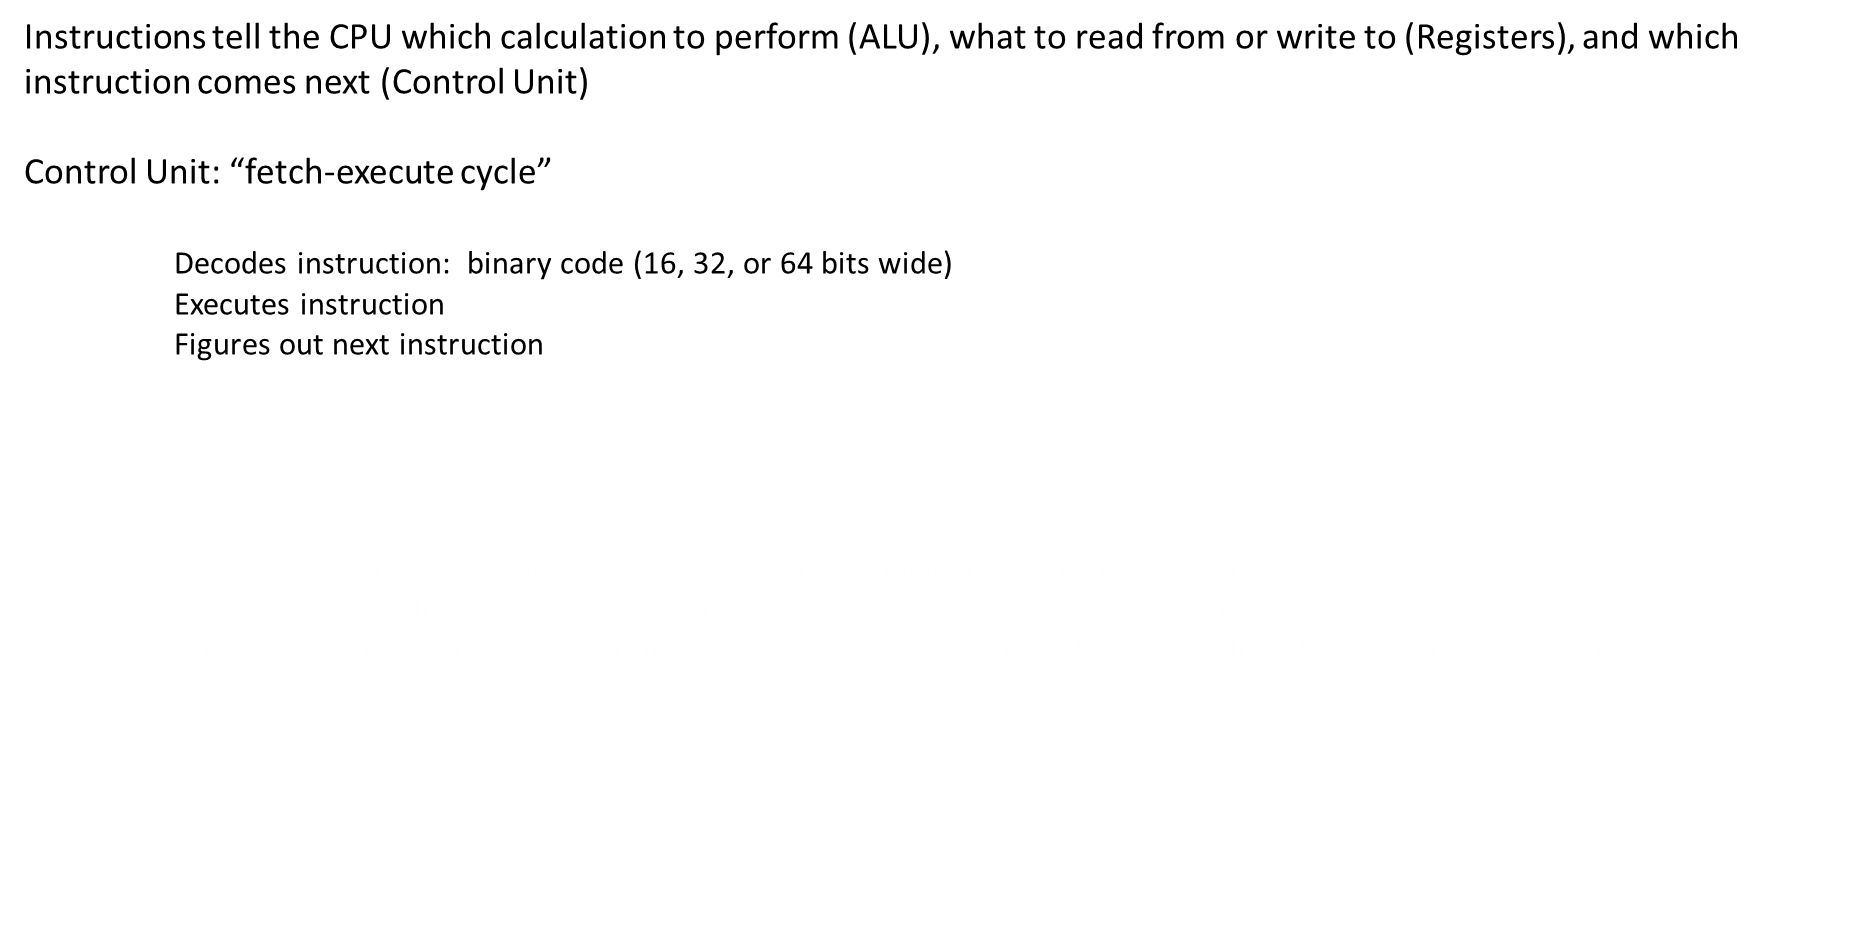 Instructions tell the CPU which calculation to perform (ALU), what to read from or write to (Registers), and which
instruction comes next (Control Unit)
Control Unit: “fetch-execute cycle”
Decodes instruction:  binary code (16, 32, or 64 bits wide)
Executes instruction
Figures out next instruction